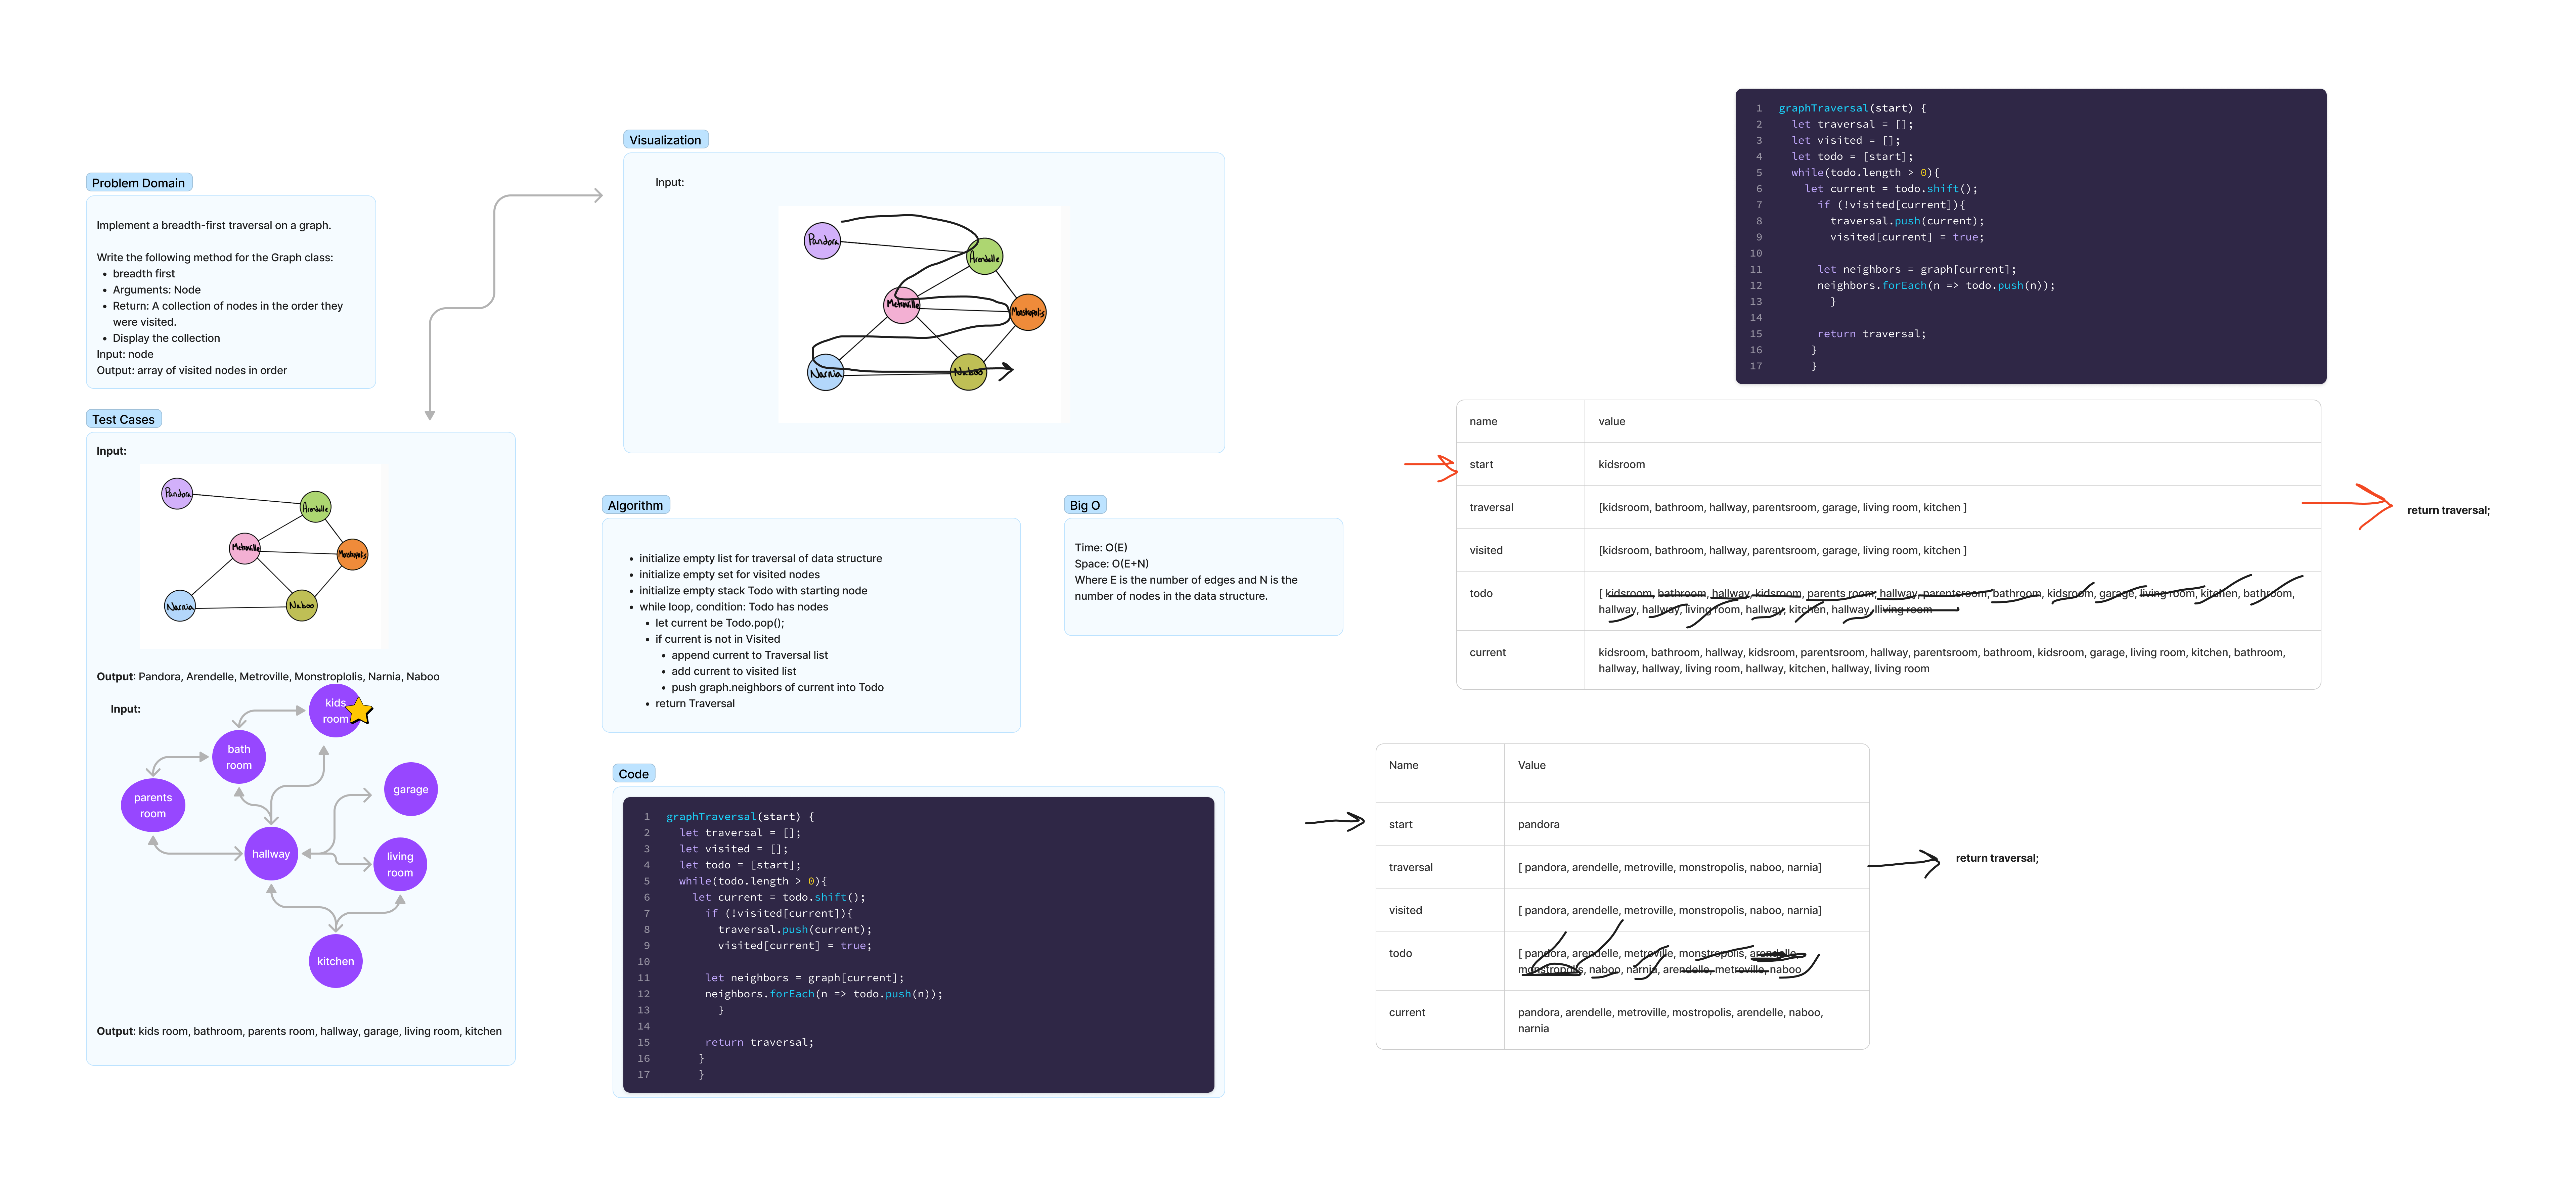 Problem Domain
Implement a breadth-first traversal on a graph.
Write the following method for the Graph class:
• breadth first
• Arguments: Node
• Return: A collection of nodes in the order they
were visited.
• Display the collection
Input: node
Output: array of visited nodes in order
Test Cases
Input:
Pandora
Arendelle
Metroville
Monstropolis
Narnia
Naboo
Output: Pandora, Arendelle, Metroville, Monstroplolis, Narnia, Naboo
Input:
kids
room
bath
room
parents
room
garage
hallway
living
room
kitchen
Output: kids room, bathroom, parents room, hallway, garage, living room, kitchen
Visualization
Input:
Pandora
Arendelle
Metroville
Monstropolis
Narnia
Naboo
Algorithm
• initialize empty list for traversal of data structure
• initialize empty set for visited nodes
• initialize empty stack Todo with starting node
• while loop, condition: Todo has nodes
• let current be Todo.pop();
• if current is not in Visited
• append current to Traversal list
• add current to visited list
• push graph.neighbors of current into Todo
• return Traversal
Big O
Time: O(E)
Space: O(E+N)
Where E is the number of edges and N is the
number of nodes in the data structure.
Code
1 graphTraversal(start) {
2 let traversal = [];
3 let visited = [];
4 let todo = [start];
5 while(todo.length > 0){
6 let current = todo.shift();
7 if (!visited[current]){
8 traversal.push(current);
9 visited[current] = true;
10
11 let neighbors = graph[current];
12 neighbors.forEach(n => todo.push(n));
13 }
14
15 return traversal;
16 }
17 }
1 graphTraversal(start) {
2 let traversal = [];
3 let visited = [];
4 let todo = [start];
5 while(todo.length > 0){
6 let current = todo.shift();
7 if (!visited[current]){
8 traversal.push(current);
9 visited[current] = true;
10
11 let neighbors = graph[current];
12 neighbors.forEach(n => todo.push(n));
13 }
14
15 return traversal;
16 }
17 }
name value
start kidsroom
traversal [kidsroom, bathroom, hallway, parentsroom, garage, living room, kitchen ]
return traversal;
visited [kidsroom, bathroom, hallway, parentsroom, garage, living room, kitchen ]
todo [ kidsroom, bathroom, hallway, kidsroom, parents room, hallway, parentsroom, bathroom, kidsroom, garage, living room, kitchen, bathroom,
hallway, hallway, living room, hallway, kitchen, hallway, lliving room
current kidsroom, bathroom, hallway, kidsroom, parentsroom, hallway, parentsroom, bathroom, kidsroom, garage, living room, kitchen, bathroom,
hallway, hallway, living room, hallway, kitchen, hallway, living room
Name Value
start pandora
traversal [ pandora, arendelle, metroville, monstropolis, naboo, narnia]
return traversal;
visited [ pandora, arendelle, metroville, monstropolis, naboo, narnia]
todo [ pandora, arendelle, metroville, monstropolis, arendelle,
monstropolis, naboo, narnia, arendelle, metroville, naboo
current pandora, arendelle, metroville, mostropolis, arendelle, naboo,
narnia